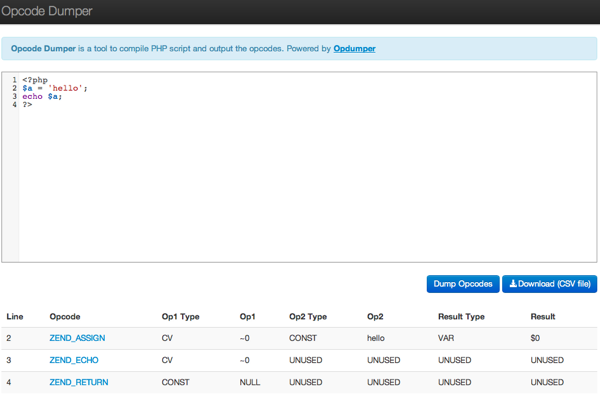 Opcode Dumper
Opcode Dumper is a tool to compile PHP script and output the opcodes. Powered by Opdumper
1 <?php
2 $a = 'hello';
3 echo $a;
4 ?>
Dump Opcodes Download (CSV file)
Line Opcode Op1 Type Op1 Op2 Type Op2 Result Type Result
2 ZEND_ASSIGN CV ~0 CONST hello VAR $0
3 ZEND_ECHO CV ~0 UNUSED UNUSED UNUSED UNUSED
4 ZEND_RETURN CONST NULL UNUSED UNUSED UNUSED UNUSED